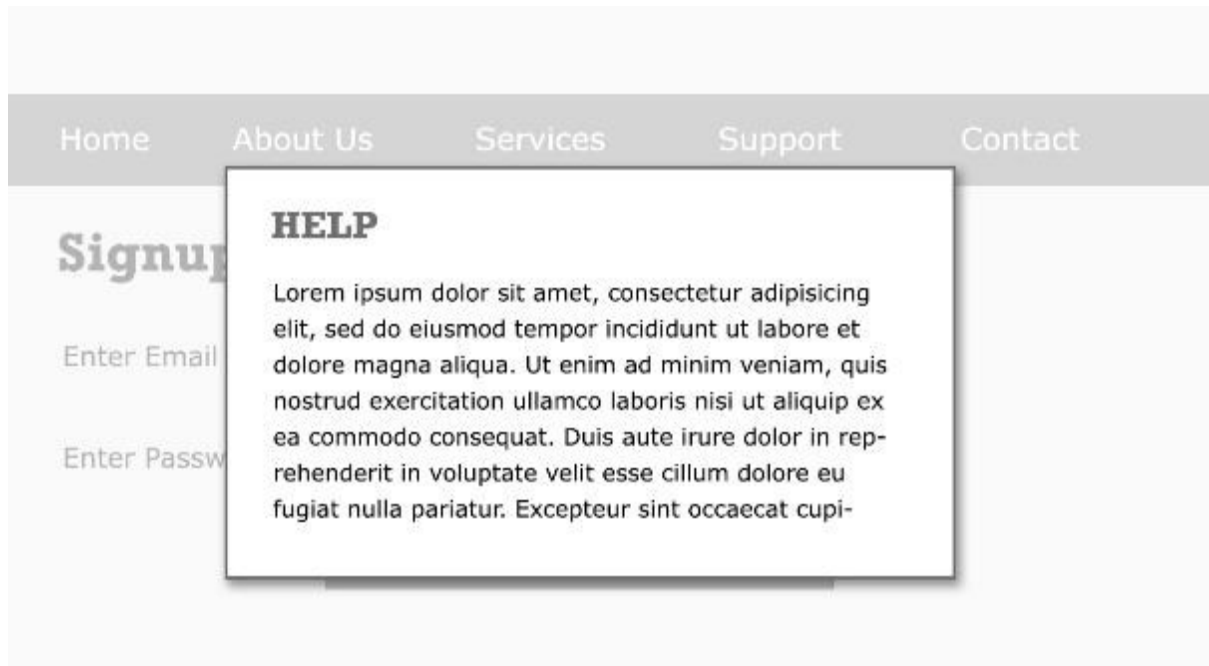 Home About Us Services Support Contact
Signup
HELP
Lorem ipsum dolor sit amet, consectetur adipisicing
elit, sed do eiusmod tempor incididunt ut labore et
dolore magna aliqua. Ut enim ad minim veniam, quis
nostrud exercitation ullamco laboris nisi ut aliquip ex
ea commodo consequat. Duis aute irure dolor in rep-
rehenderit in voluptate velit esse cillum dolore eu
fugiat nulla pariatur. Excepteur sint occaecat cupi-
Enter Email
Enter Passw